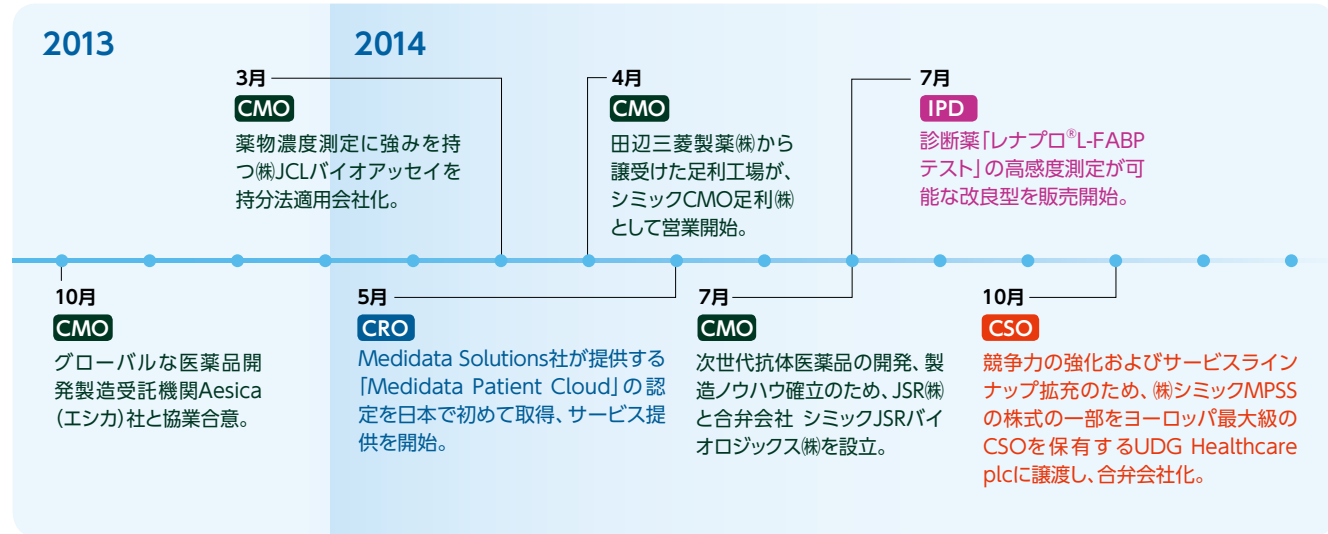 2013
2014
3月
CMO
薬物濃度測定に強みを持
つ㈱JCLバイオアッセイを
持分法適用会社化。
4月
CMO
田辺三菱製薬㈱から
譲受けた足利工場が、
シミックCMO足利㈱
として営業開始。
7月
IPD
診断薬「レナプロ®L-FABP
テスト」の高感度測定が可
能な改良型を販売開始。
10月
CMO
グローバルな医薬品開
発製造受託機関Aesica
（エシカ）社と協業合意。
5月
CRO
Medidata Solutions社が提供する
「Medidata Patient Cloud」の認
定を日本で初めて取得、サービス提
供を開始。
7月
CMO
次世代抗体医薬品の開発、製
造ノウハウ確立のため、JSR㈱
と合弁会社 シミックJSRバイ
オロジックス㈱を設立。
10月
CSO
競争力の強化およびサービスライン
ナップ拡充のため、㈱シミックMPSS
の株式の一部をヨーロッパ最大級の
CSOを保有するUDG Healthcare
plcに譲渡し、合弁会社化。